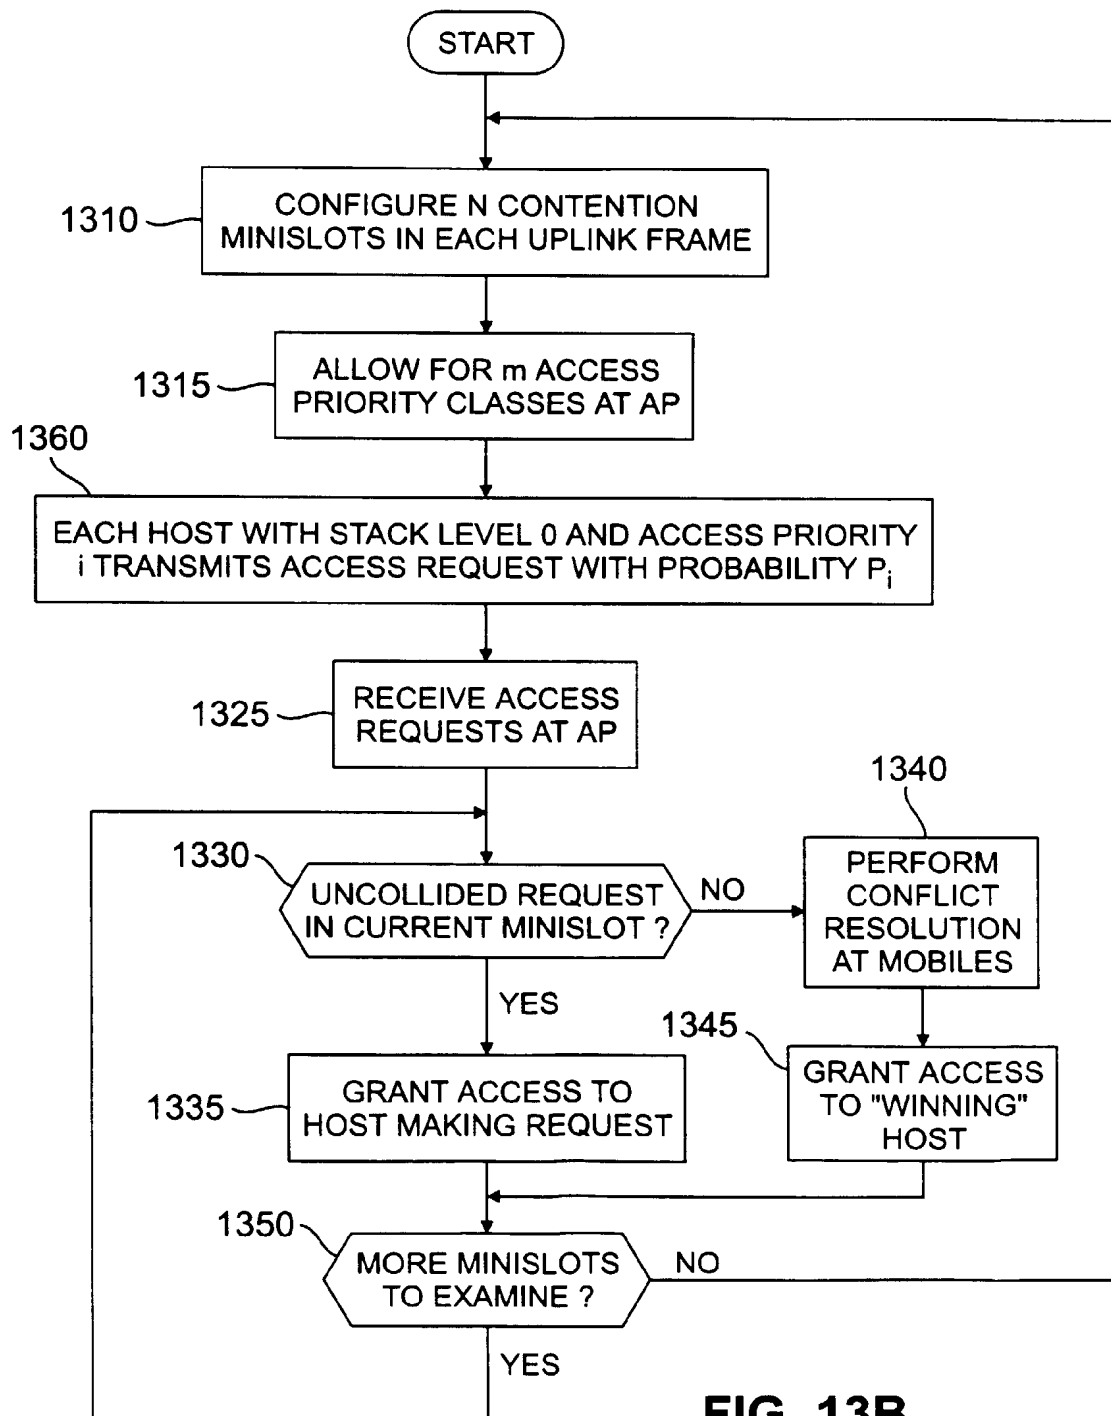 START
1310
CONFIGURE N CONTENTION
MINISLOTS IN EACH UPLINK FRAME
1315
ALLOW FOR m ACCESS
PRIORITY CLASSES AT AP
1360
EACH HOST WITH STACK LEVEL 0 AND ACCESS PRIORITY
i TRANSMITS ACCESS REQUEST WITH PROBABILITY Pi
1325
RECEIVE ACCESS
REQUESTS AT AP
1330
UNCOLLIDED REQUEST
IN CURRENT MINISLOT ?
NO
1340
PERFORM
CONFLICT
RESOLUTION
AT MOBILES
YES
1345
GRANT ACCESS
TO "WINNING"
HOST
1335
GRANT ACCESS TO
HOST MAKING REQUEST
1350
MORE MINISLOTS
TO EXAMINE ?
NO
YES
FIG. 13B